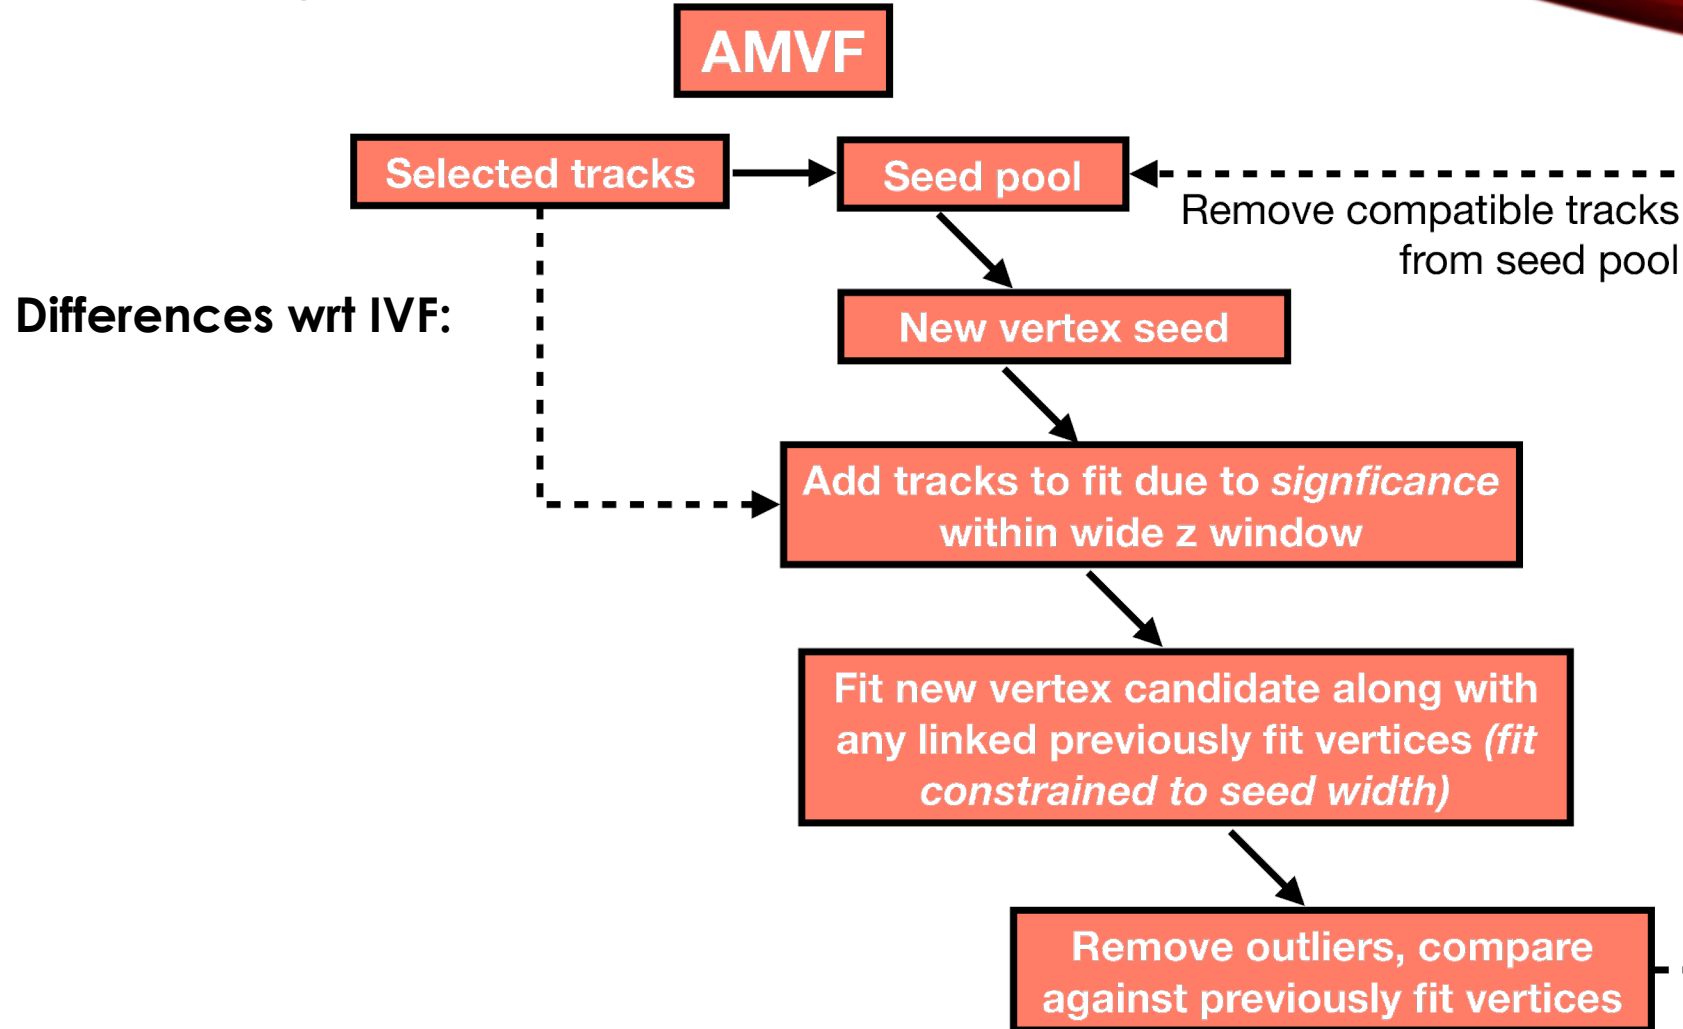 AMVF
Selected tracks
Seed pool
Remove compatible tracks
from seed pool
Differences wrt IVF:
New vertex seed
Add tracks to fit due to signficance
within wide z window
Fit new vertex candidate along with
any linked previously fit vertices (fit
constrained to seed width)
Remove outliers, compare
against previously fit vertices